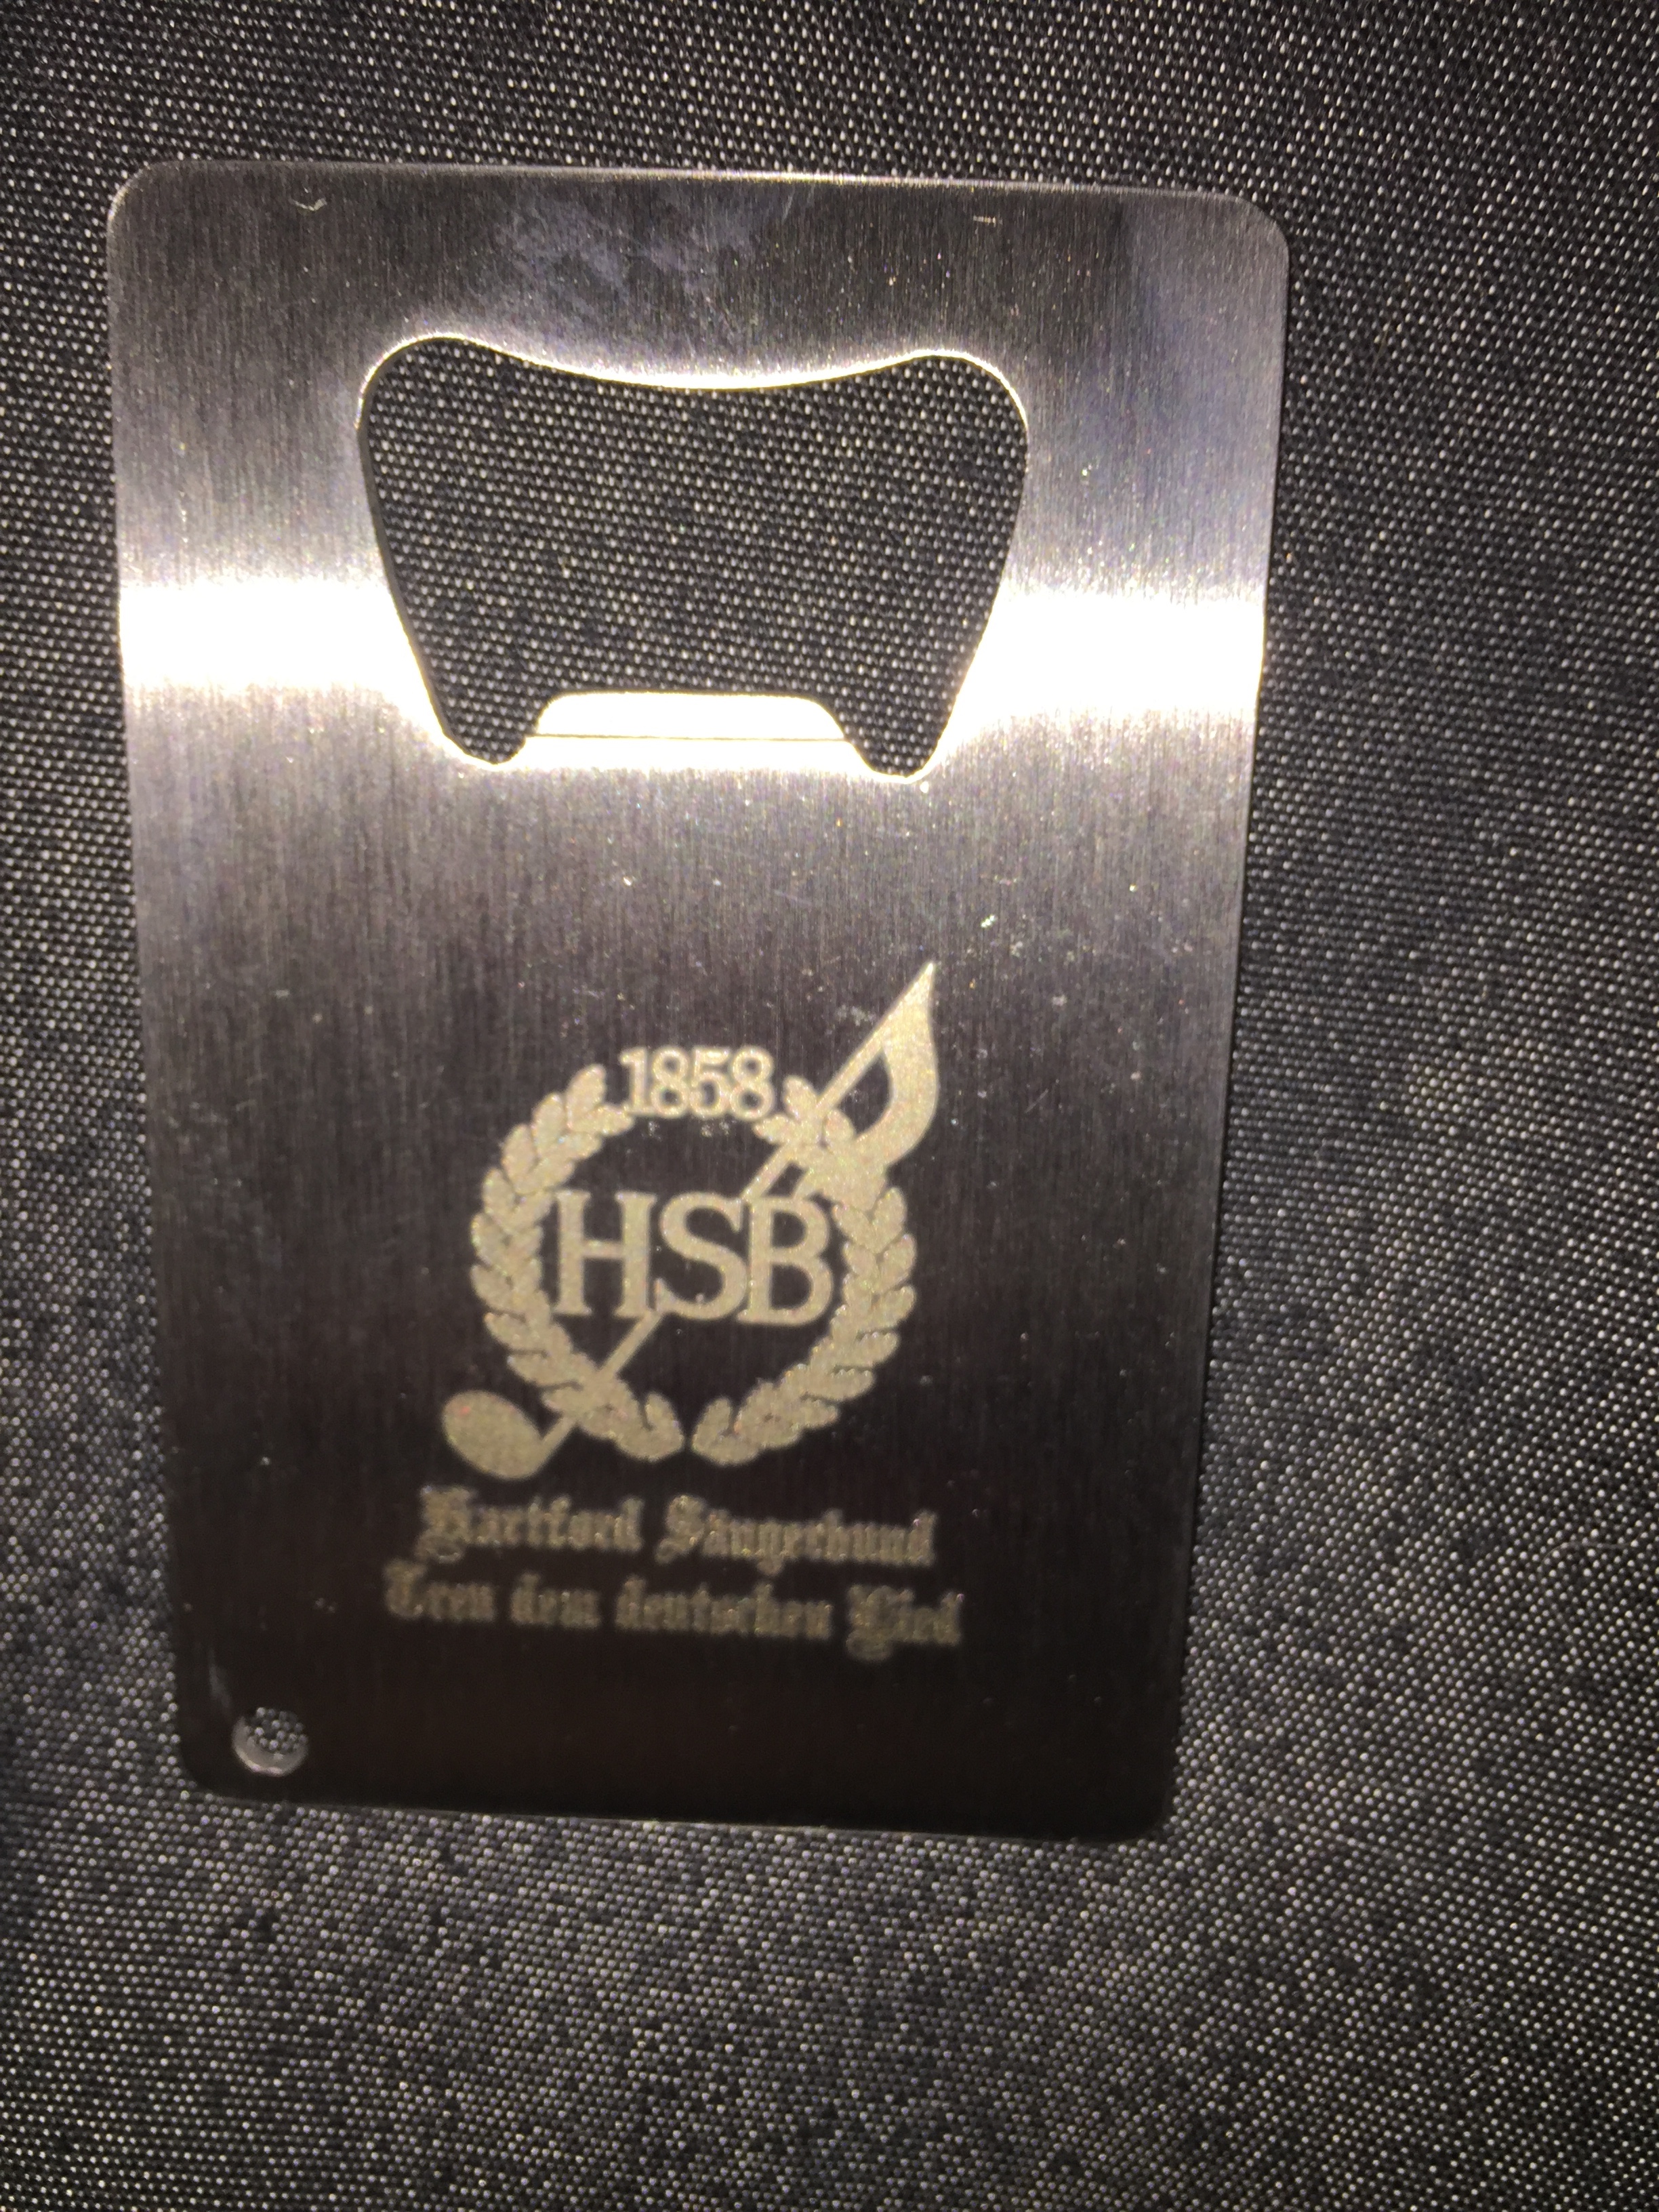 1858
HSB
Hartford Sängerbund
Treu dem deutschen Lied